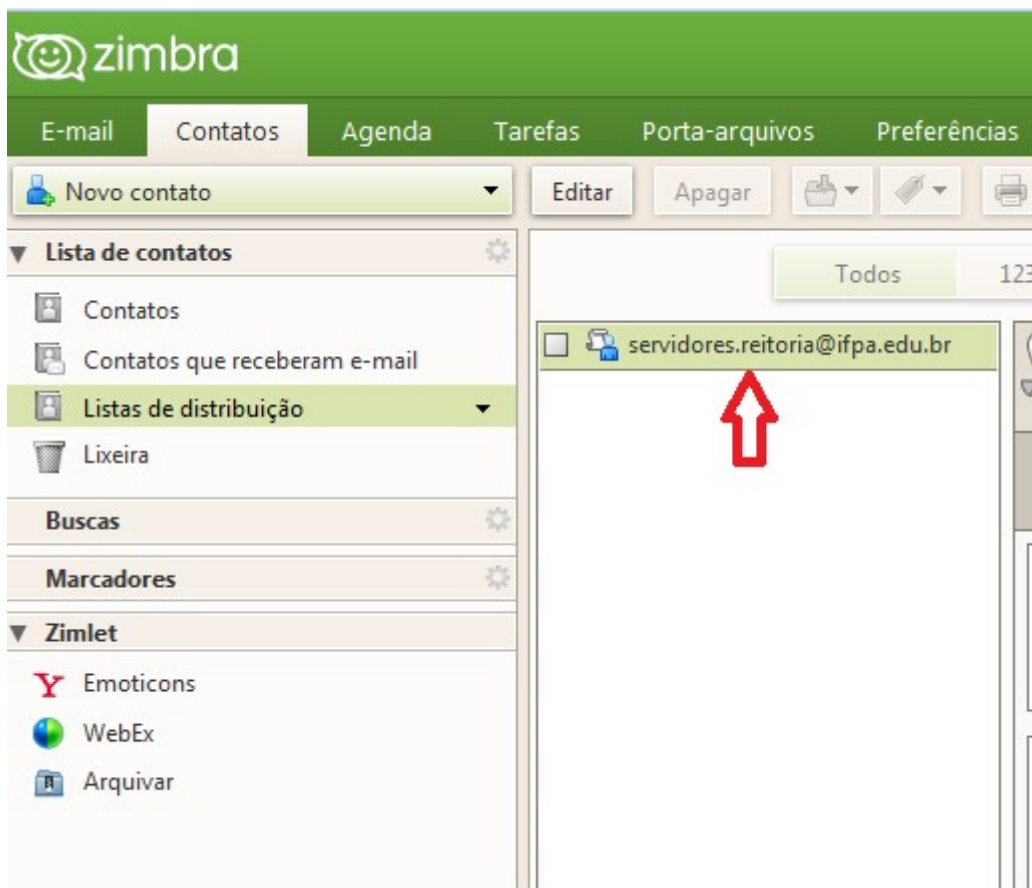 zimbra
E-mail Contatos Agenda Tarefas Porta-arquivos Preferências
Novo contato Editar Apagar
Lista de contatos
Todos 123
Contatos
servidores.reitoria@ifpa.edu.br
Contatos que receberam e-mail
Listas de distribuição
Lixeira
Buscas
Marcadores
Zimlet
Emoticons
WebEx
Arquivar